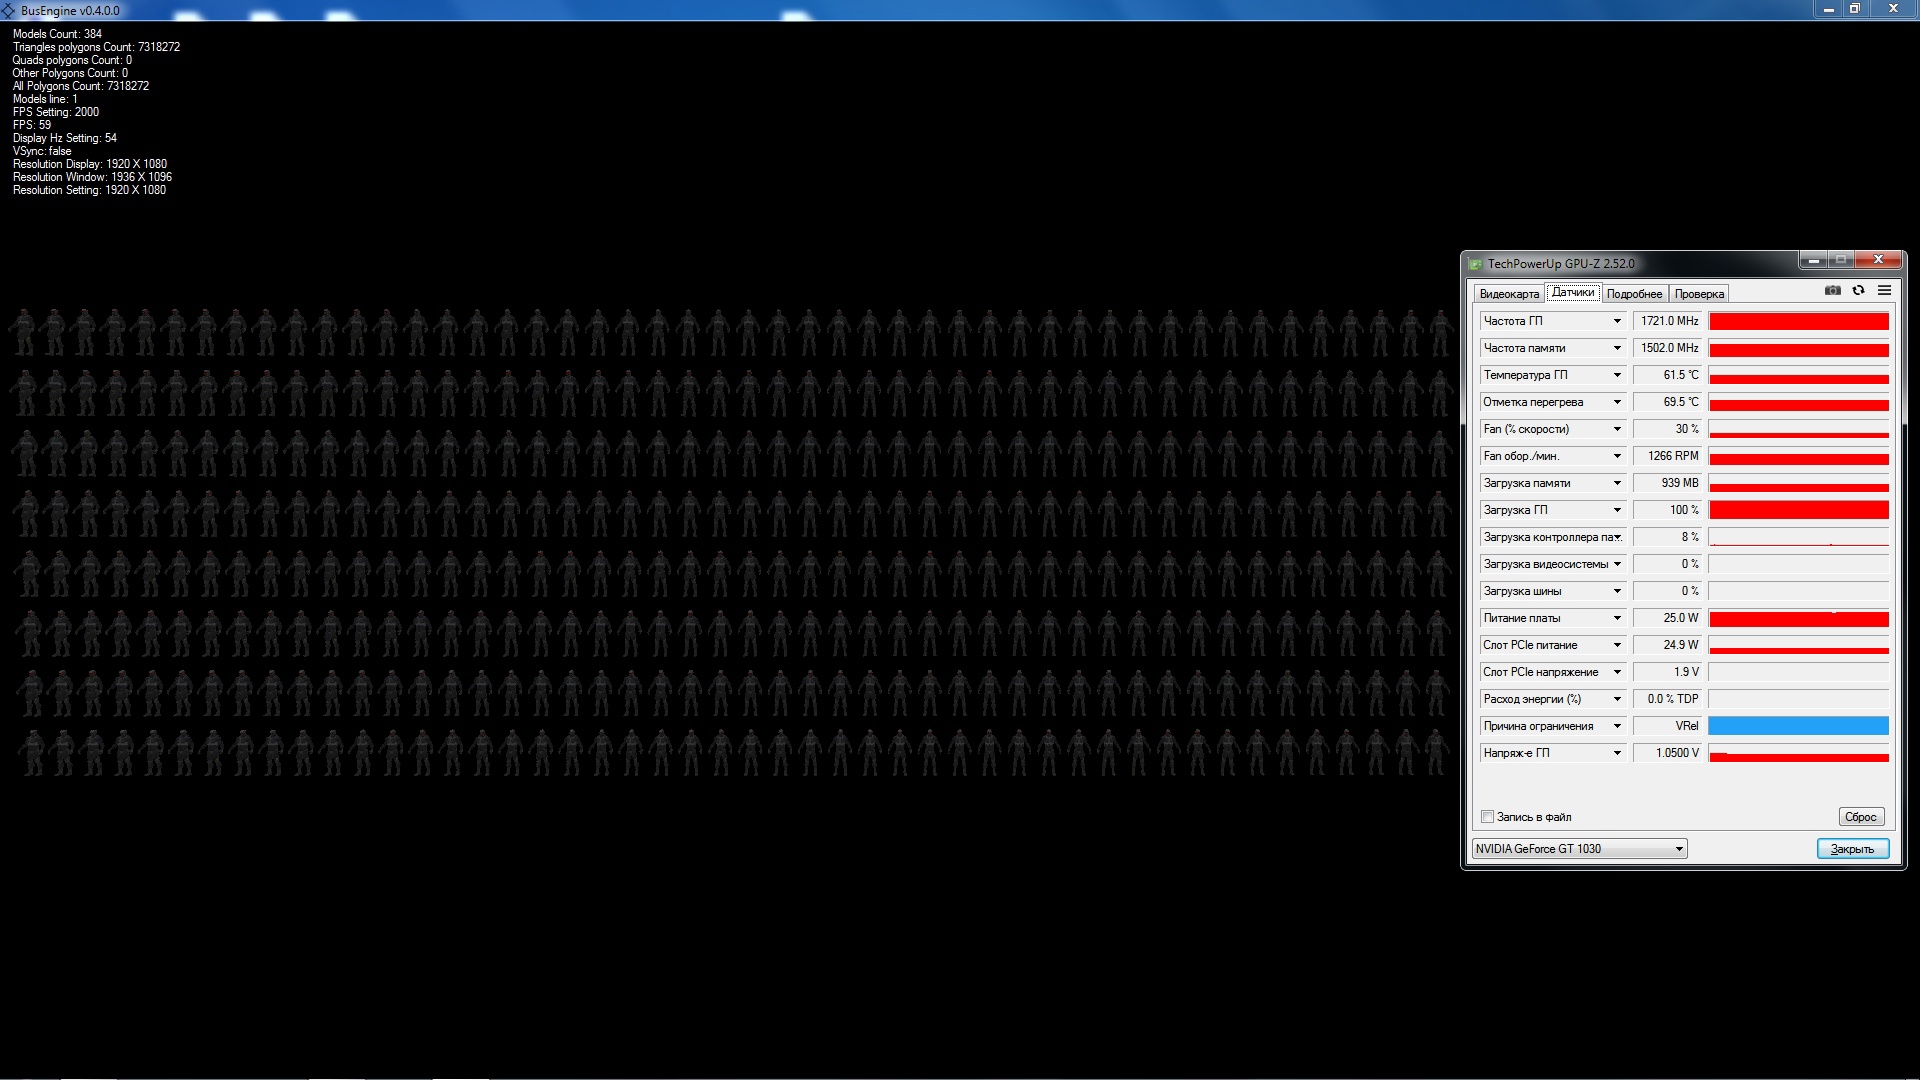 BusEngine v0.4.0.0
Models Count: 384
Triangles polygons Count: 7318272
Quads polygons Count: 0
Other Polygons Count: 0
All Polygons Count: 7318272
Models line: 1
FPS Setting: 2000
FPS: 59
Display Hz Setting: 54
VSync: false
Resolution Display: 1920 X 1080
Resolution Window: 1936 X 1096
Resolution Setting: 1920 X 1080
TechPowerUp GPU-Z 2.52.0
Видеокарта Датчики Подробнее Проверка
Частота ГП 1721.0 MHz
Частота памяти 1502.0 MHz
Температура ГП 61.5 °C
Отметка перегрева 69.5 °C
Fan (% скорости) 30 %
Fan обор./мин. 1266 RPM
Загрузка памяти 939 MB
Загрузка ГП 100 %
Загрузка контроллера па... 8 %
Загрузка видеосистемы 0 %
Загрузка шины 0 %
Питание платы 25.0 W
Слот PCIe питание 24.9 W
Слот PCIe напряжение 1.9 V
Расход энергии (%) 0.0 % TDP
Причина ограничения VRel
Напряж-е ГП 1.0500 V
Запись в файл Сброс
NVIDIA GeForce GT 1030 Закрыть